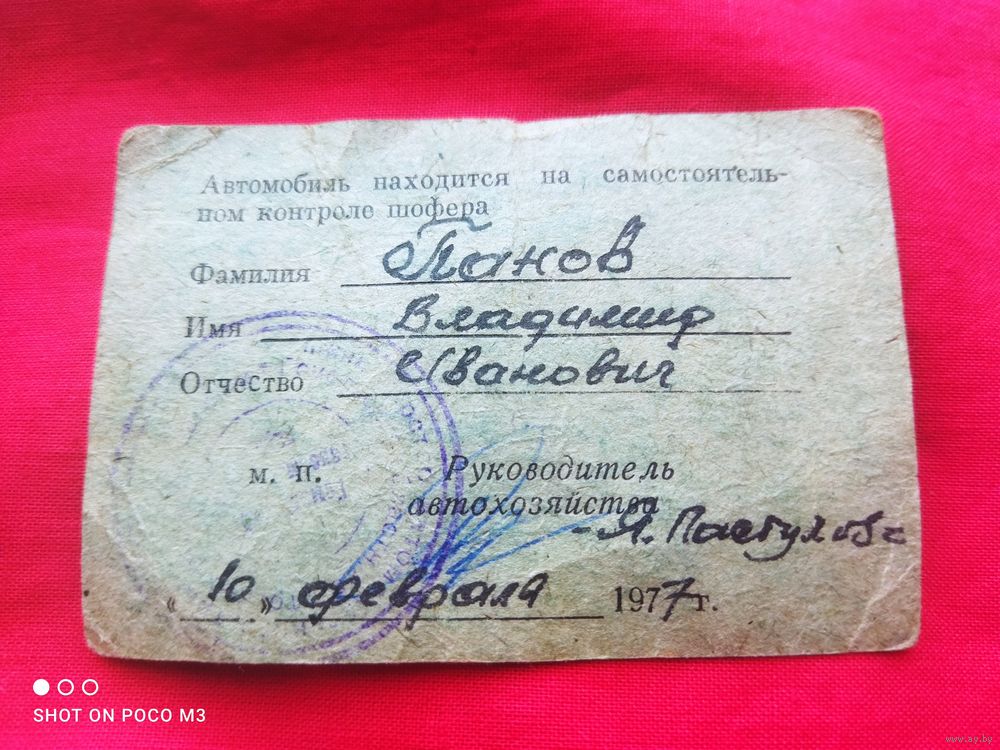 Автомобиль находится на самостоятель-
ном контроле шофера
Фамилия Панов
Имя Владимир
Отчество Иванович
м. п. Руководитель
автохозяйства
«10» февраля 1977 г.
SHOT ON POCO M3
www.ay.by